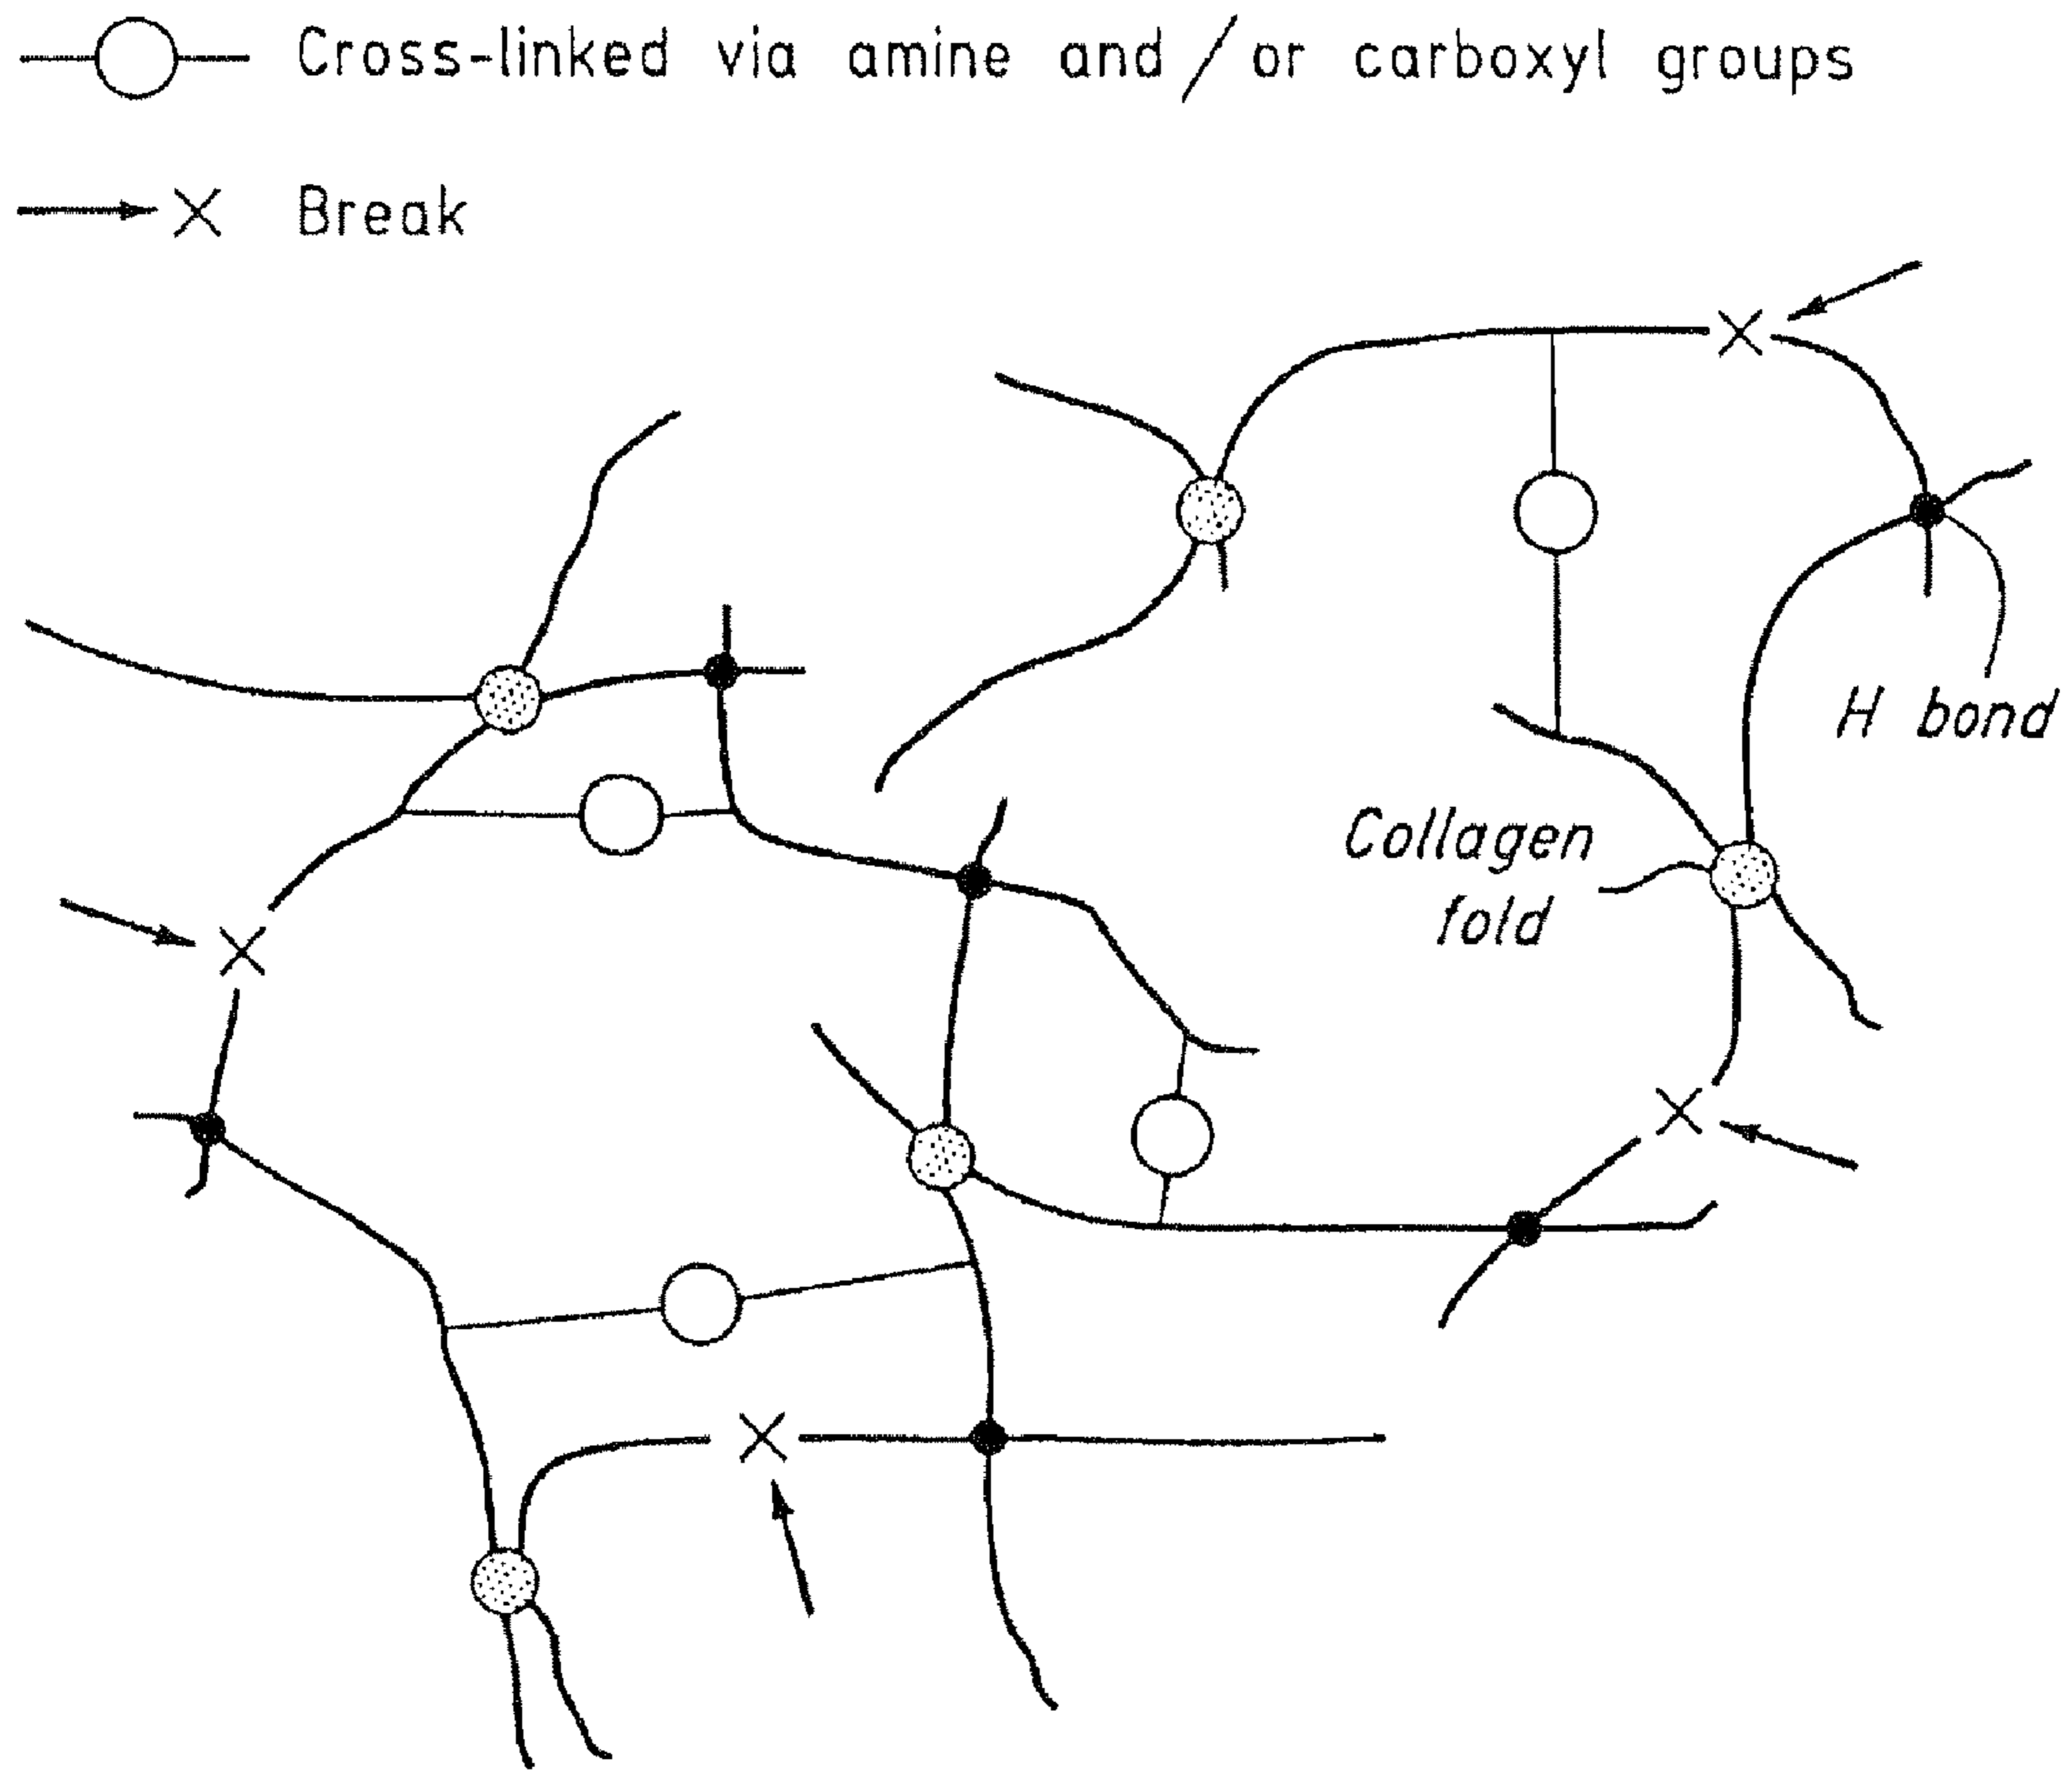 Cross-linked via amine and/or carboxyl groups
Break
H bond
Collagen
fold